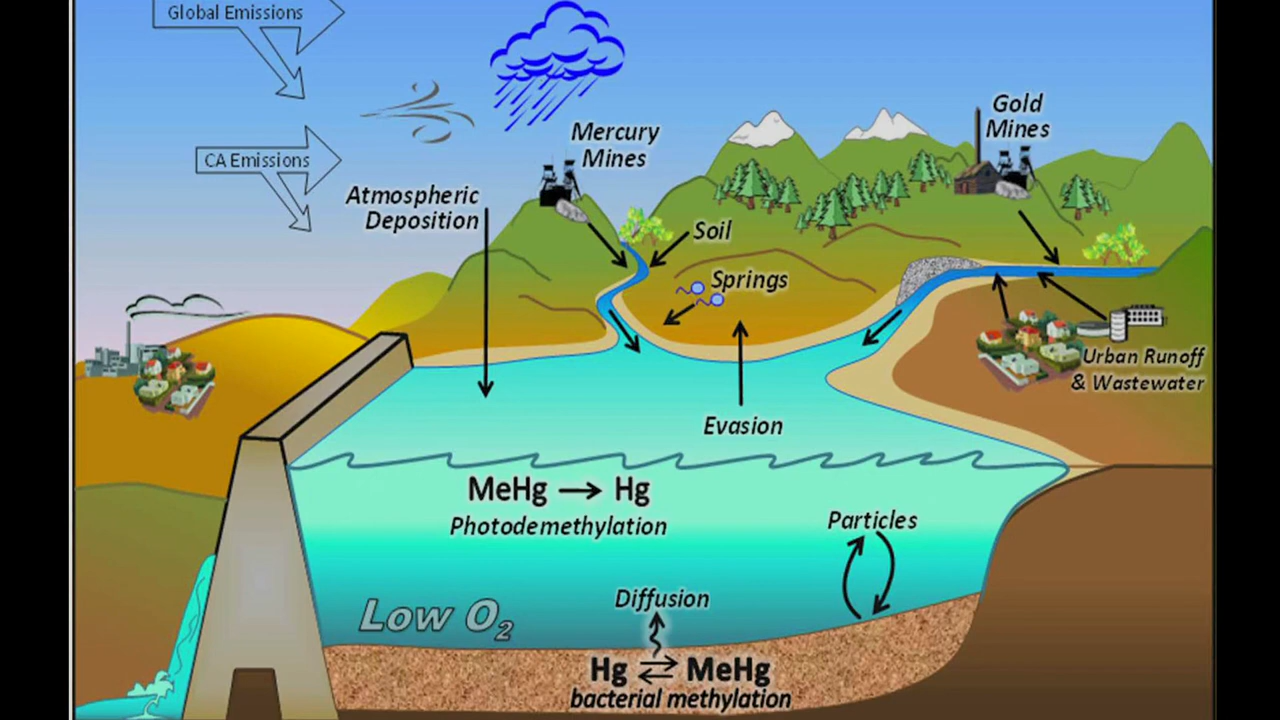 Global Emissions
CA Emissions
Atmospheric
Deposition
Mercury
Mines
Soil
Springs
Gold
Mines
Urban Runoff
& Wastewater
Evasion
MeHg → Hg
Photodemethylation
Particles
Low O₂
Diffusion
Hg ⇄ MeHg
bacterial methylation